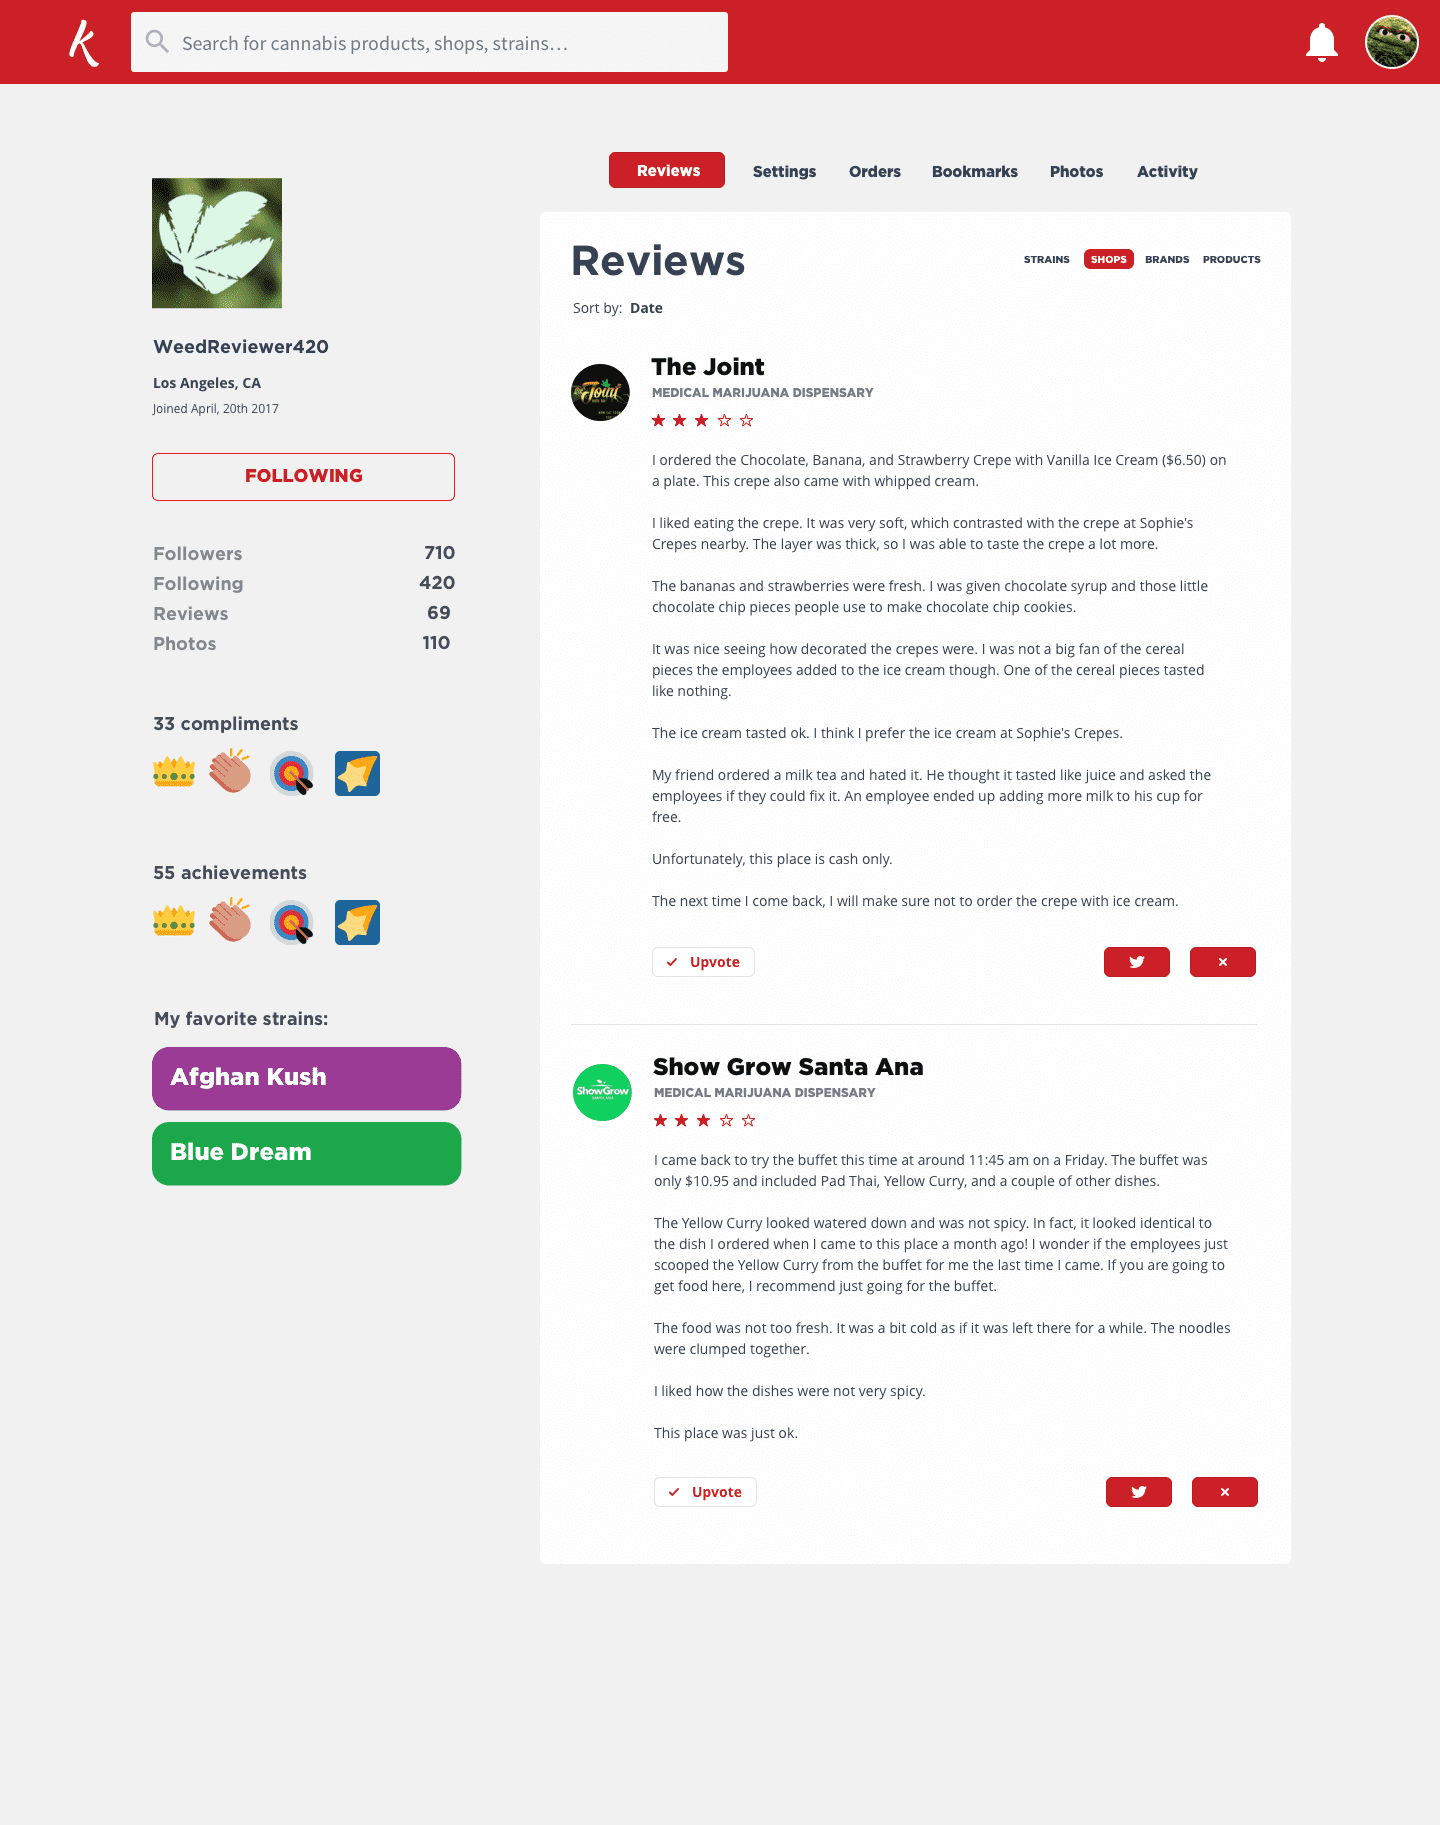 k
Search for cannabis products, shops, strains...
Reviews
Settings
Orders
Bookmarks
Photos
Activity
WeedReviewer420
Los Angeles, CA
Joined April, 20th 2017
FOLLOWING
Followers 710
Following 420
Reviews 69
Photos 110
33 compliments
55 achievements
My favorite strains:
Afghan Kush
Blue Dream
Reviews
STRAINS
SHOPS
BRANDS
PRODUCTS
Sort by: Date
The Joint
MEDICAL MARIJUANA DISPENSARY
I ordered the Chocolate, Banana, and Strawberry Crepe with Vanilla Ice Cream ($6.50) on
a plate. This crepe also came with whipped cream.
I liked eating the crepe. It was very soft, which contrasted with the crepe at Sophie's
Crepes nearby. The layer was thick, so I was able to taste the crepe a lot more.
The bananas and strawberries were fresh. I was given chocolate syrup and those little
chocolate chip pieces people use to make chocolate chip cookies.
It was nice seeing how decorated the crepes were. I was not a big fan of the cereal
pieces the employees added to the ice cream though. One of the cereal pieces tasted
like nothing.
The ice cream tasted ok. I think I prefer the ice cream at Sophie's Crepes.
My friend ordered a milk tea and hated it. He thought it tasted like juice and asked the
employees if they could fix it. An employee ended up adding more milk to his cup for
free.
Unfortunately, this place is cash only.
The next time I come back, I will make sure not to order the crepe with ice cream.
Upvote
Show Grow Santa Ana
ShowGrow
SANTA ANA
MEDICAL MARIJUANA DISPENSARY
I came back to try the buffet this time at around 11:45 am on a Friday. The buffet was
only $10.95 and included Pad Thai, Yellow Curry, and a couple of other dishes.
The Yellow Curry looked watered down and was not spicy. In fact, it looked identical to
the dish I ordered when I came to this place a month ago! I wonder if the employees just
scooped the Yellow Curry from the buffet for me the last time I came. If you are going to
get food here, I recommend just going for the buffet.
The food was not too fresh. It was a bit cold as if it was left there for a while. The noodles
were clumped together.
I liked how the dishes were not very spicy.
This place was just ok.
Upvote